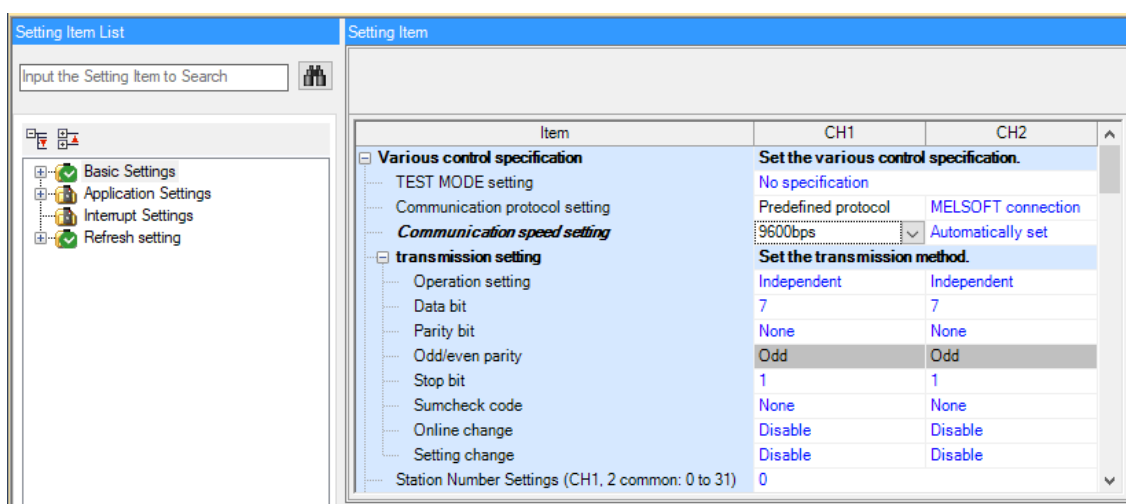 Setting Item List
Input the Setting Item to Search
Basic Settings
Application Settings
Interrupt Settings
Refresh setting
Setting Item
Item CH1 CH2
Various control specification Set the various control specification.
TEST MODE setting No specification
Communication protocol setting Predefined protocol MELSOFT connection
Communication speed setting 9600bps Automatically set
transmission setting Set the transmission method.
Operation setting Independent Independent
Data bit 7 7
Parity bit None None
Odd/even parity Odd Odd
Stop bit 1 1
Sumcheck code None None
Online change Disable Disable
Setting change Disable Disable
Station Number Settings (CH1, 2 common: 0 to 31) 0